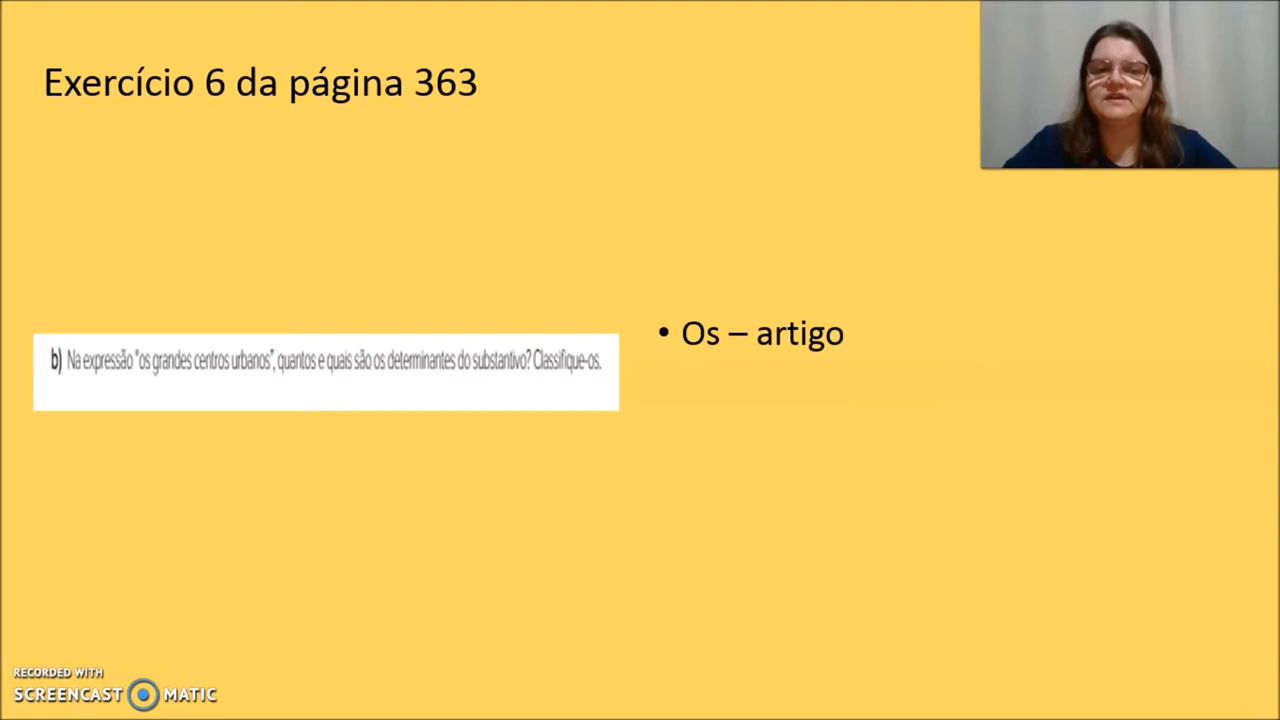 Exercício 6 da página 363
b) Na expressão "os grandes centros urbanos", quantos e quais são os determinantes do substantivo? Classifique-os.
• Os – artigo
RECORDED WITH
SCREENCAST MATIC